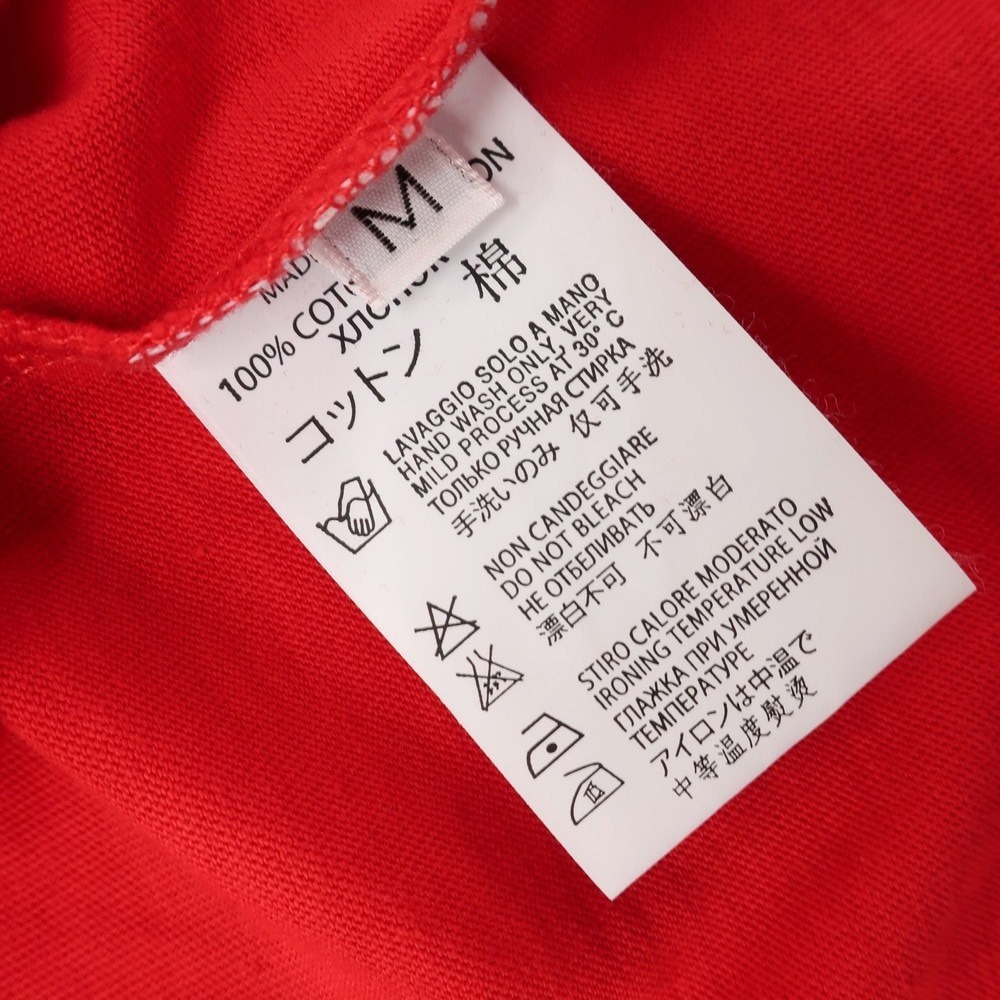 M
100% COTON
コットン 棉
LAVAGGIO SOLO A MANO
HAND WASH ONLY, VERY
MILD PROCESS AT 30° C
ТОЛЬКО РУЧНАЯ СТИРКА
手洗いのみ 仅可手洗
NON CANDEGGIARE
DO NOT BLEACH
НЕ ОТБЕЛИВАТЬ
漂白不可 不可漂白
STIRO CALORE MODERATO
IRONING TEMPERATURE LOW
ГЛАЖКА ПРИ УМЕРЕННОЙ
ТЕМПЕРАТУРЕ
アイロンは中温で
中等温度熨烫